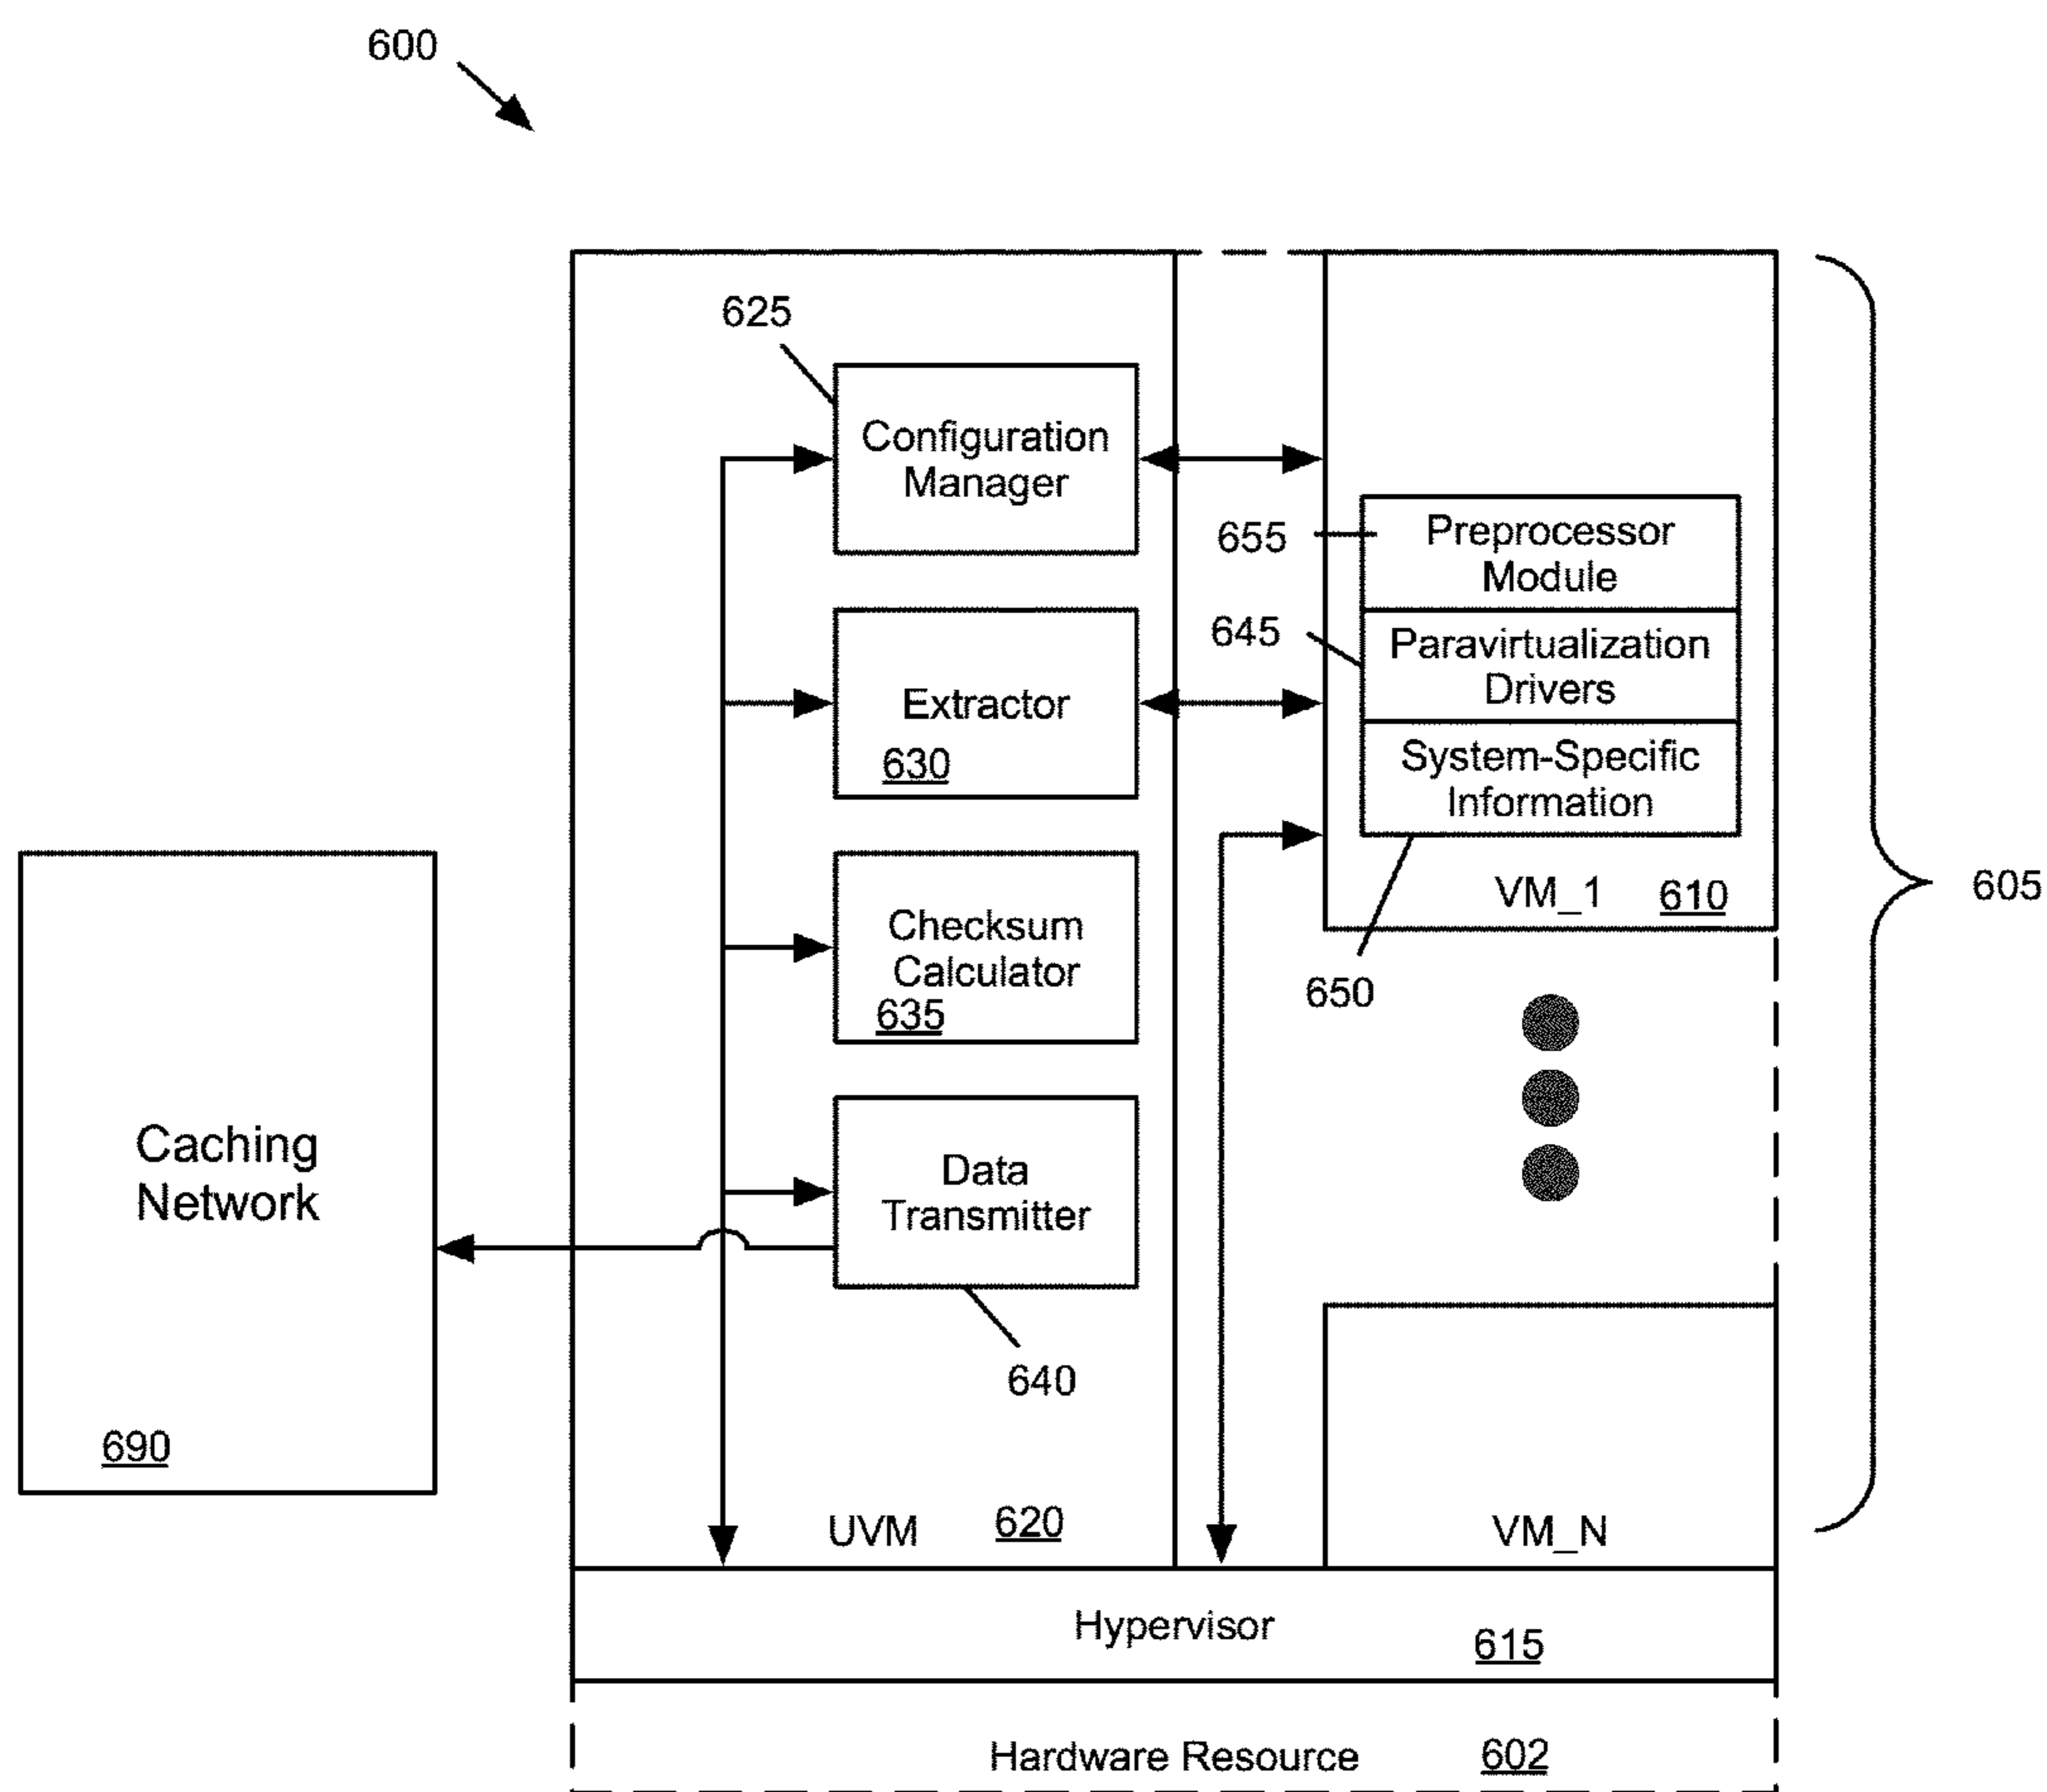 600
625
Configuration
Manager
655
Preprocessor
Module
645
Paravirtualization
Drivers
Extractor
630
System-Specific
Information
VM_1 610
605
650
Checksum
Calculator
635
Caching
Network
690
Data
Transmitter
640
UVM 620
VM_N
Hypervisor 615
Hardware Resource 602